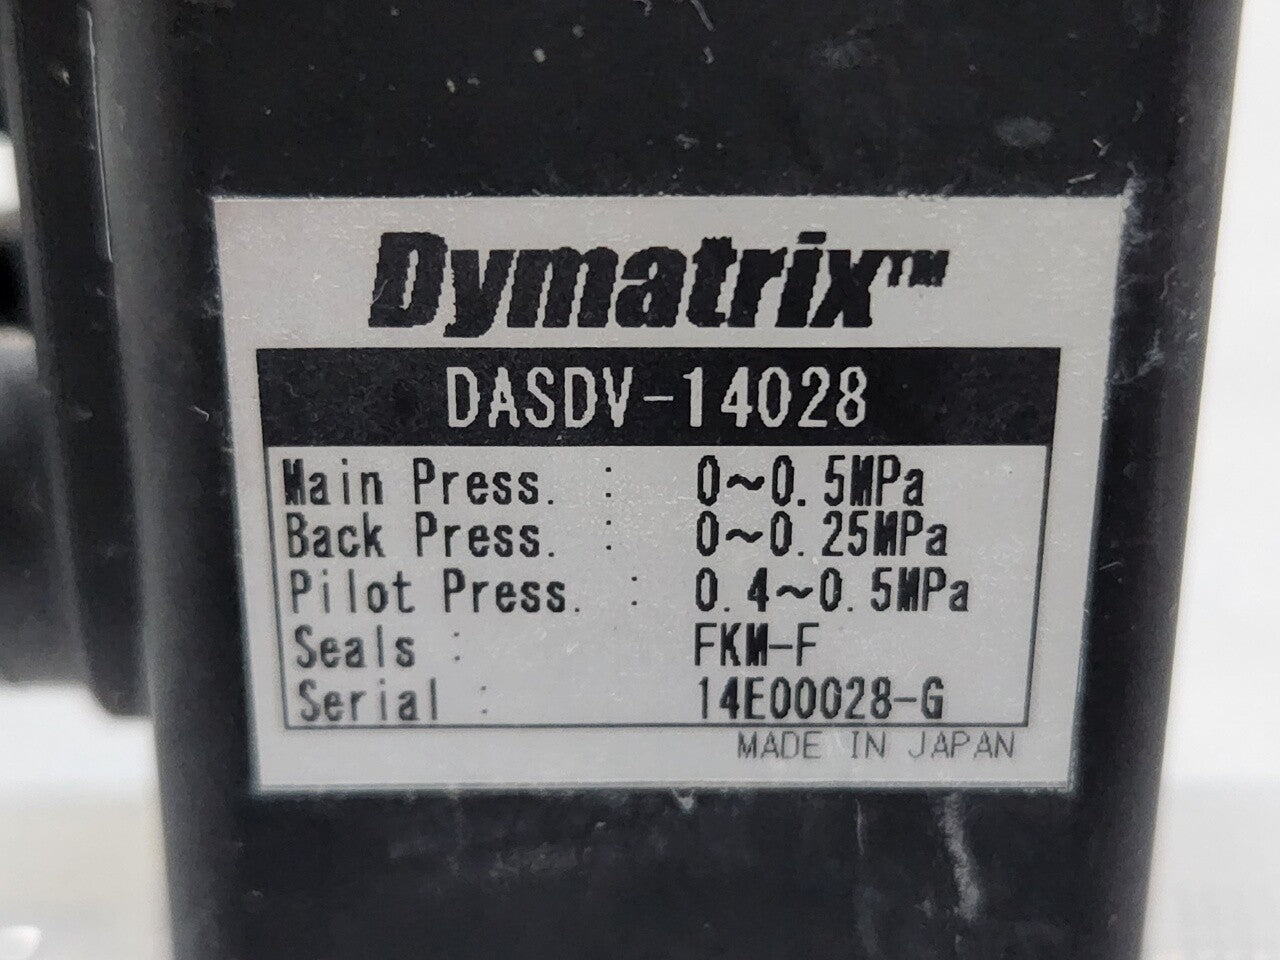 Dymatrix™
DASDV-14028
Main Press. : 0~0.5MPa
Back Press. : 0~0.25MPa
Pilot Press. : 0.4~0.5MPa
Seals : FKM-F
Serial : 14E00028-G
MADE IN JAPAN